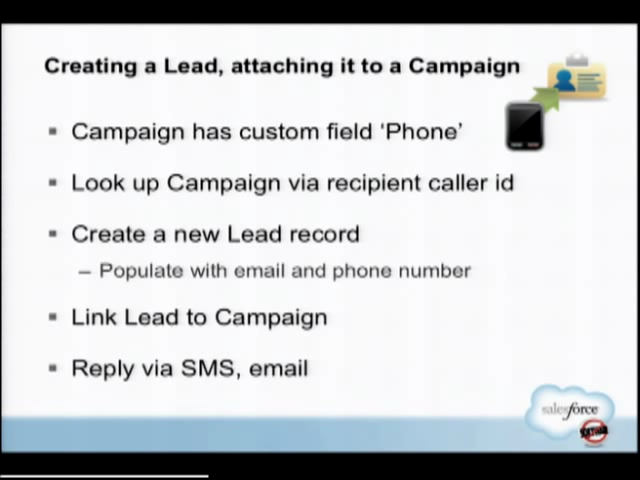 Creating a Lead, attaching it to a Campaign
▪ Campaign has custom field ‘Phone’
▪ Look up Campaign via recipient caller id
▪ Create a new Lead record
– Populate with email and phone number
▪ Link Lead to Campaign
▪ Reply via SMS, email
salesforce